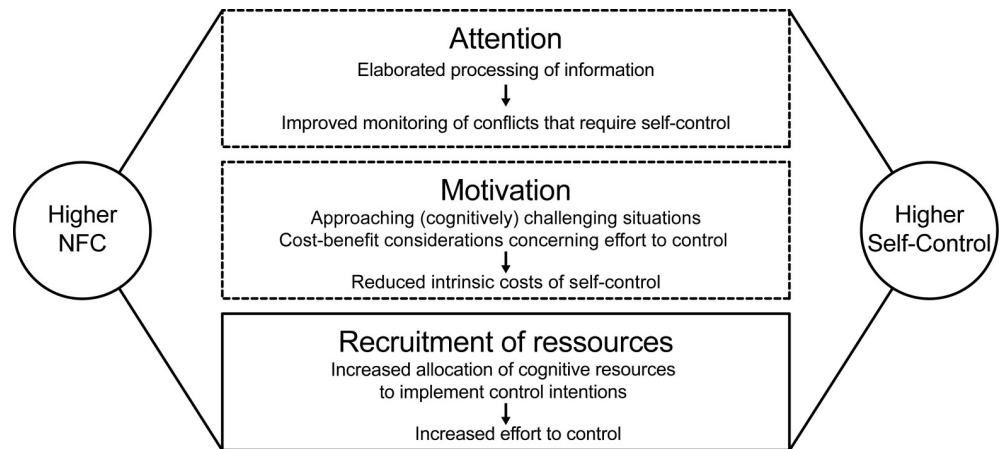 Attention
Elaborated processing of information
Improved monitoring of conflicts that require self-control
Higher
NFC
Motivation
Approaching (cognitively) challenging situations
Cost-benefit considerations concerning effort to control
Reduced intrinsic costs of self-control
Higher
Self-Control
Recruitment of ressources
Increased allocation of cognitive resources
to implement control intentions
Increased effort to control